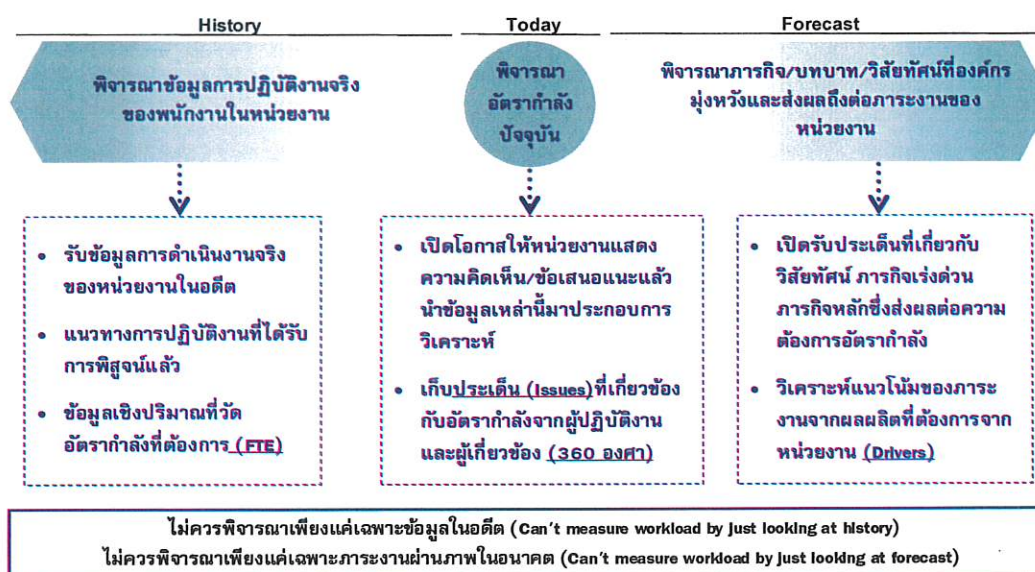 History
Today
Forecast
พิจารณาข้อมูลการปฏิบัติงานจริง
ของพนักงานในหน่วยงาน
พิจารณา
อัตรากำลัง
ปัจจุบัน
พิจารณาภารกิจ/บทบาท/วิสัยทัศน์ที่องค์กร
มุ่งหวังและส่งผลถึงต่อภาระงานของ
หน่วยงาน
• รับข้อมูลการดำเนินงานจริง
ของหน่วยงานในอดีต
• แนวทางการปฏิบัติงานที่ได้รับ
การพิสูจน์แล้ว
• ข้อมูลเชิงปริมาณที่วัด
อัตรากำลังที่ต้องการ (FTE)
• เปิดโอกาสให้หน่วยงานแสดง
ความคิดเห็น/ข้อเสนอแนะแล้ว
นำข้อมูลเหล่านี้มาประกอบการ
วิเคราะห์
• เก็บประเด็น (Issues)ที่เกี่ยวข้อง
กับอัตรากำลังจากผู้ปฏิบัติงาน
และผู้เกี่ยวข้อง (360 องศา)
• เปิดรับประเด็นที่เกี่ยวกับ
วิสัยทัศน์ ภารกิจเร่งด่วน
ภารกิจหลักซึ่งส่งผลต่อความ
ต้องการอัตรากำลัง
• วิเคราะห์แนวโน้มของภาระ
งานจากผลผลิตที่ต้องการจาก
หน่วยงาน (Drivers)
ไม่ควรพิจารณาเพียงแค่เฉพาะข้อมูลในอดีต (Can't measure workload by just looking at history)
ไม่ควรพิจารณาเพียงแค่เฉพาะภาระงานผ่านภาพในอนาคต (Can't measure workload by just looking at forecast)